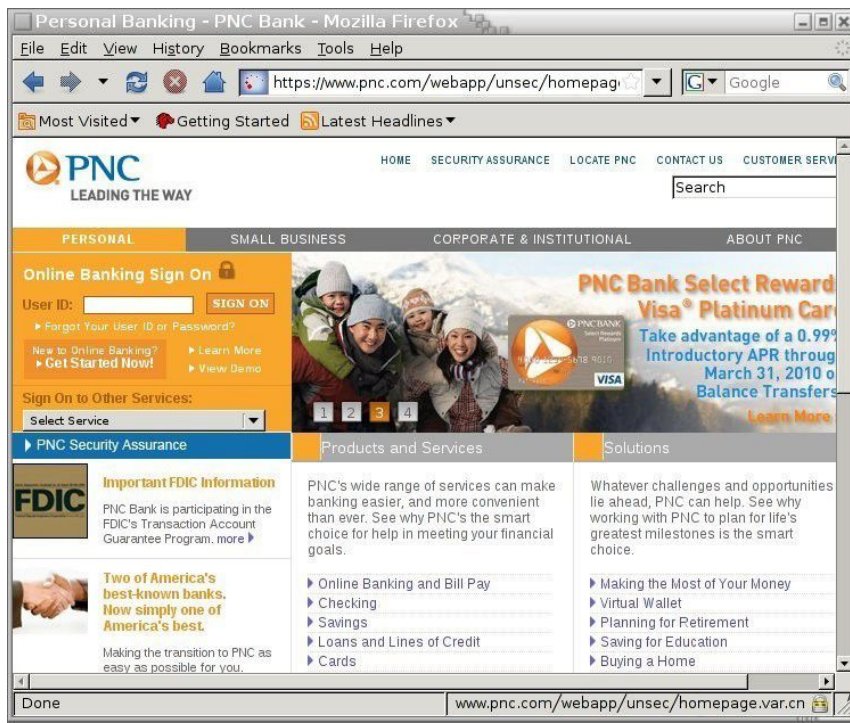 Personal Banking - PNC Bank - Mozilla Firefox
File Edit View History Bookmarks Tools Help
https://www.pnc.com/webapp/unsec/homepag
G Google
Most Visited Getting Started Latest Headlines
PNC
LEADING THE WAY
HOME SECURITY ASSURANCE LOCATE PNC CONTACT US CUSTOMER SERVI
Search
PERSONAL SMALL BUSINESS CORPORATE & INSTITUTIONAL ABOUT PNC
Online Banking Sign On
User ID: SIGN ON
Forgot Your User ID or Password?
New to Online Banking?
Get Started Now!
Learn More
View Demo
Sign On to Other Services:
Select Service
PNC Bank Select Reward
Visa® Platinum Car
Take advantage of a 0.99%
Introductory APR throug
March 31, 2010 o
Balance Transfers
Learn More
PNC BANK
Select Rewards
Platinum
5678 9010
VISA
1 2 3 4
PNC Security Assurance
FDIC
Important FDIC Information
PNC Bank is participating in the
FDIC's Transaction Account
Guarantee Program. more
Two of America's
best-known banks.
Now simply one of
America's best.
Making the transition to PNC as
easy as possible for you.
Products and Services
PNC's wide range of services can make
banking easier, and more convenient
than ever. See why PNC's the smart
choice for help in meeting your financial
goals.
Online Banking and Bill Pay
Checking
Savings
Loans and Lines of Credit
Cards
Solutions
Whatever challenges and opportunities
lie ahead, PNC can help. See why
working with PNC to plan for life's
greatest milestones is the smart
choice.
Making the Most of Your Money
Virtual Wallet
Planning for Retirement
Saving for Education
Buying a Home
Done
www.pnc.com/webapp/unsec/homepage.var.cn